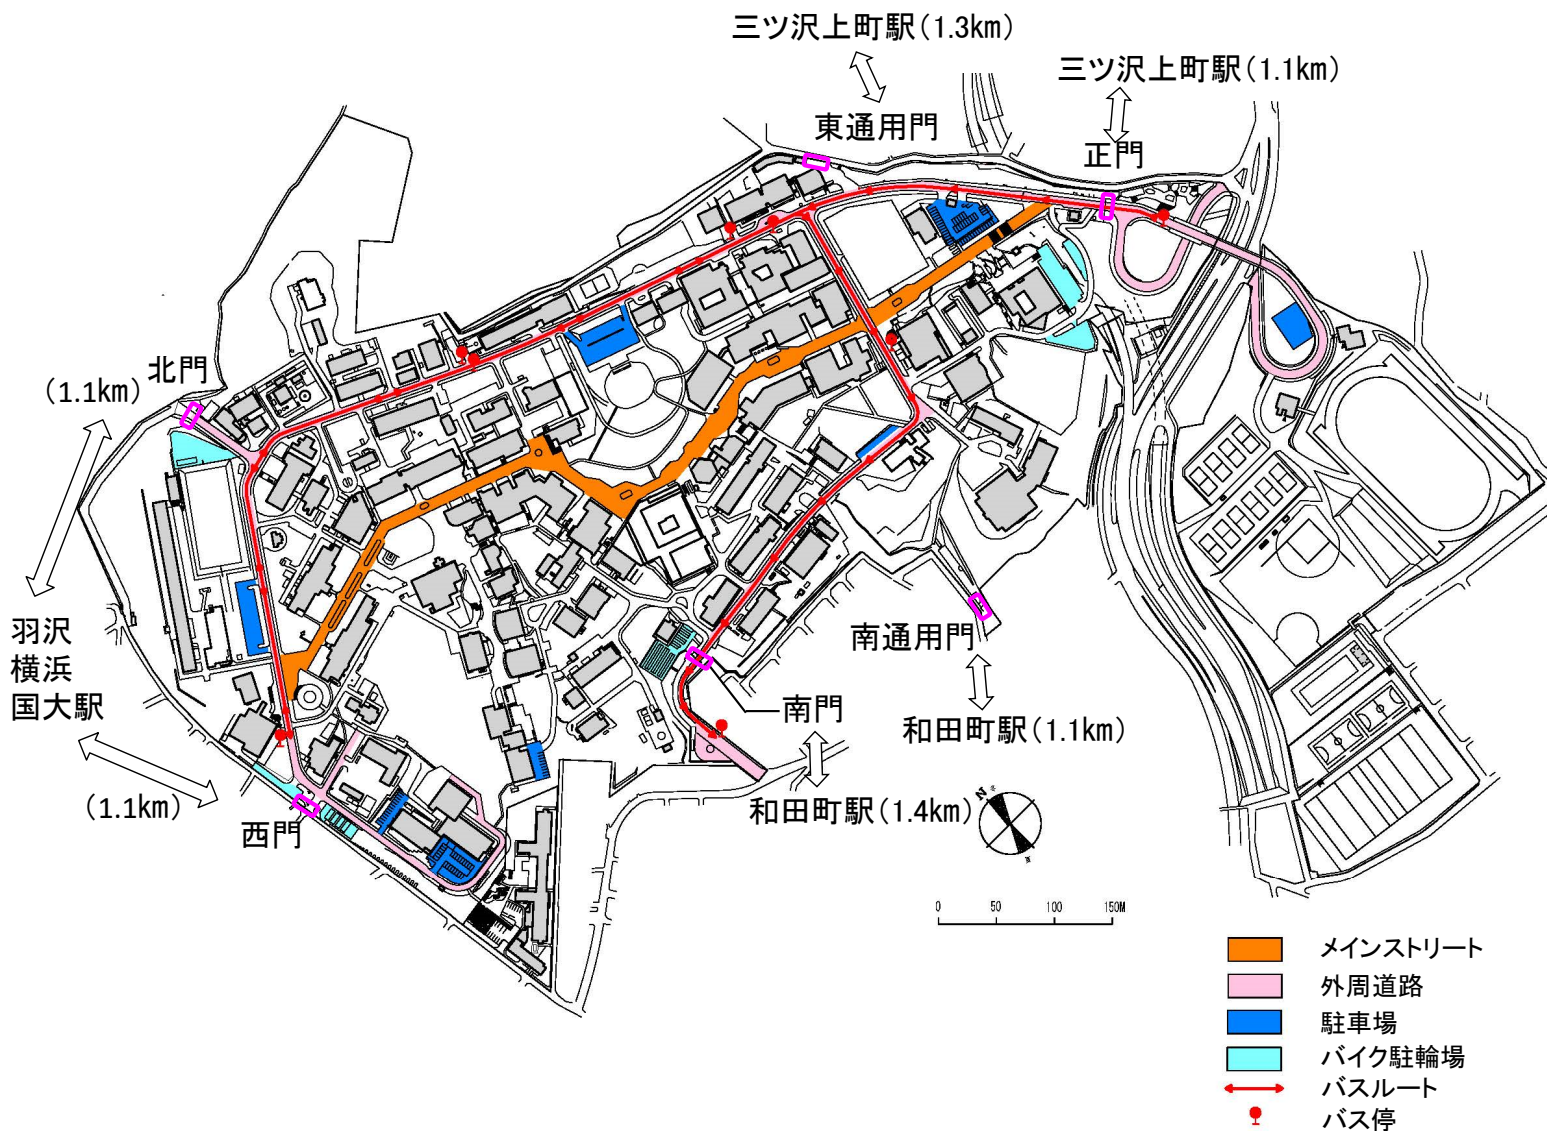 三ツ沢上町駅(1.3km)
三ツ沢上町駅(1.1km)
東通用門
正門
北門
(1.1km)
羽沢
横浜
国大駅
(1.1km)
西門
南通用門
南門
和田町駅(1.1km)
和田町駅(1.4km)
N
0 50 100 150M
メインストリート
外周道路
駐車場
バイク駐輪場
バスルート
バス停